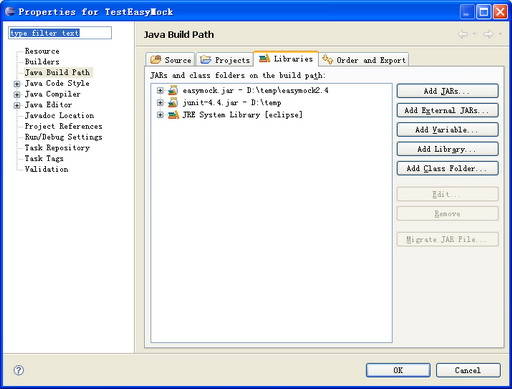 Properties for TestEasyMock
type filter text
Resource
Builders
Java Build Path
Java Code Style
Java Compiler
Java Editor
Javadoc Location
Project References
Run/Debug Settings
Task Repository
Task Tags
Validation
Java Build Path
Source
Projects
Libraries
Order and Export
JARs and class folders on the build path:
easymock.jar - D:\temp\easymock2.4
junit-4.4.jar - D:\temp
JRE System Library [eclipse]
Add JARs...
Add External JARs...
Add Variable...
Add Library...
Add Class Folder...
Edit...
Remove
Migrate JAR File...
OK
Cancel